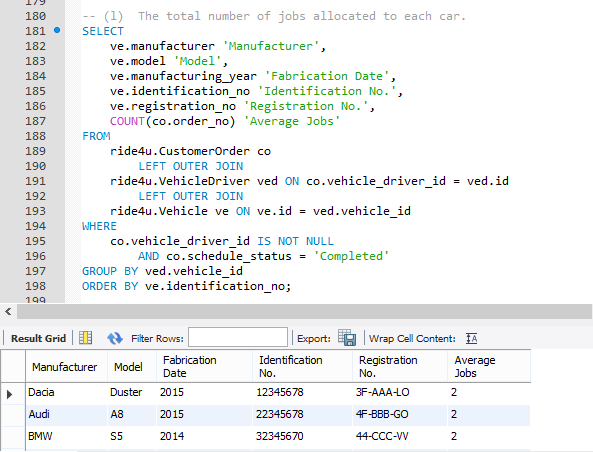 179
180 -- (l)  The total number of jobs allocated to each car.
181 SELECT
182     ve.manufacturer 'Manufacturer',
183     ve.model 'Model',
184     ve.manufacturing_year 'Fabrication Date',
185     ve.identification_no 'Identification No.',
186     ve.registration_no 'Registration No.',
187     COUNT(co.order_no) 'Average Jobs'
188 FROM
189     ride4u.CustomerOrder co
190         LEFT OUTER JOIN
191     ride4u.VehicleDriver ved ON co.vehicle_driver_id = ved.id
192         LEFT OUTER JOIN
193     ride4u.Vehicle ve ON ve.id = ved.vehicle_id
194 WHERE
195     co.vehicle_driver_id IS NOT NULL
196         AND co.schedule_status = 'Completed'
197 GROUP BY ved.vehicle_id
198 ORDER BY ve.identification_no;
199
Result Grid Filter Rows: Export: Wrap Cell Content: IA
Manufacturer Model Fabrication Date Identification No. Registration No. Average Jobs
Dacia Duster 2015 12345678 3F-AAA-LO 2
Audi A8 2015 22345678 4F-BBB-GO 2
BMW S5 2014 32345670 44-CCC-VV 2